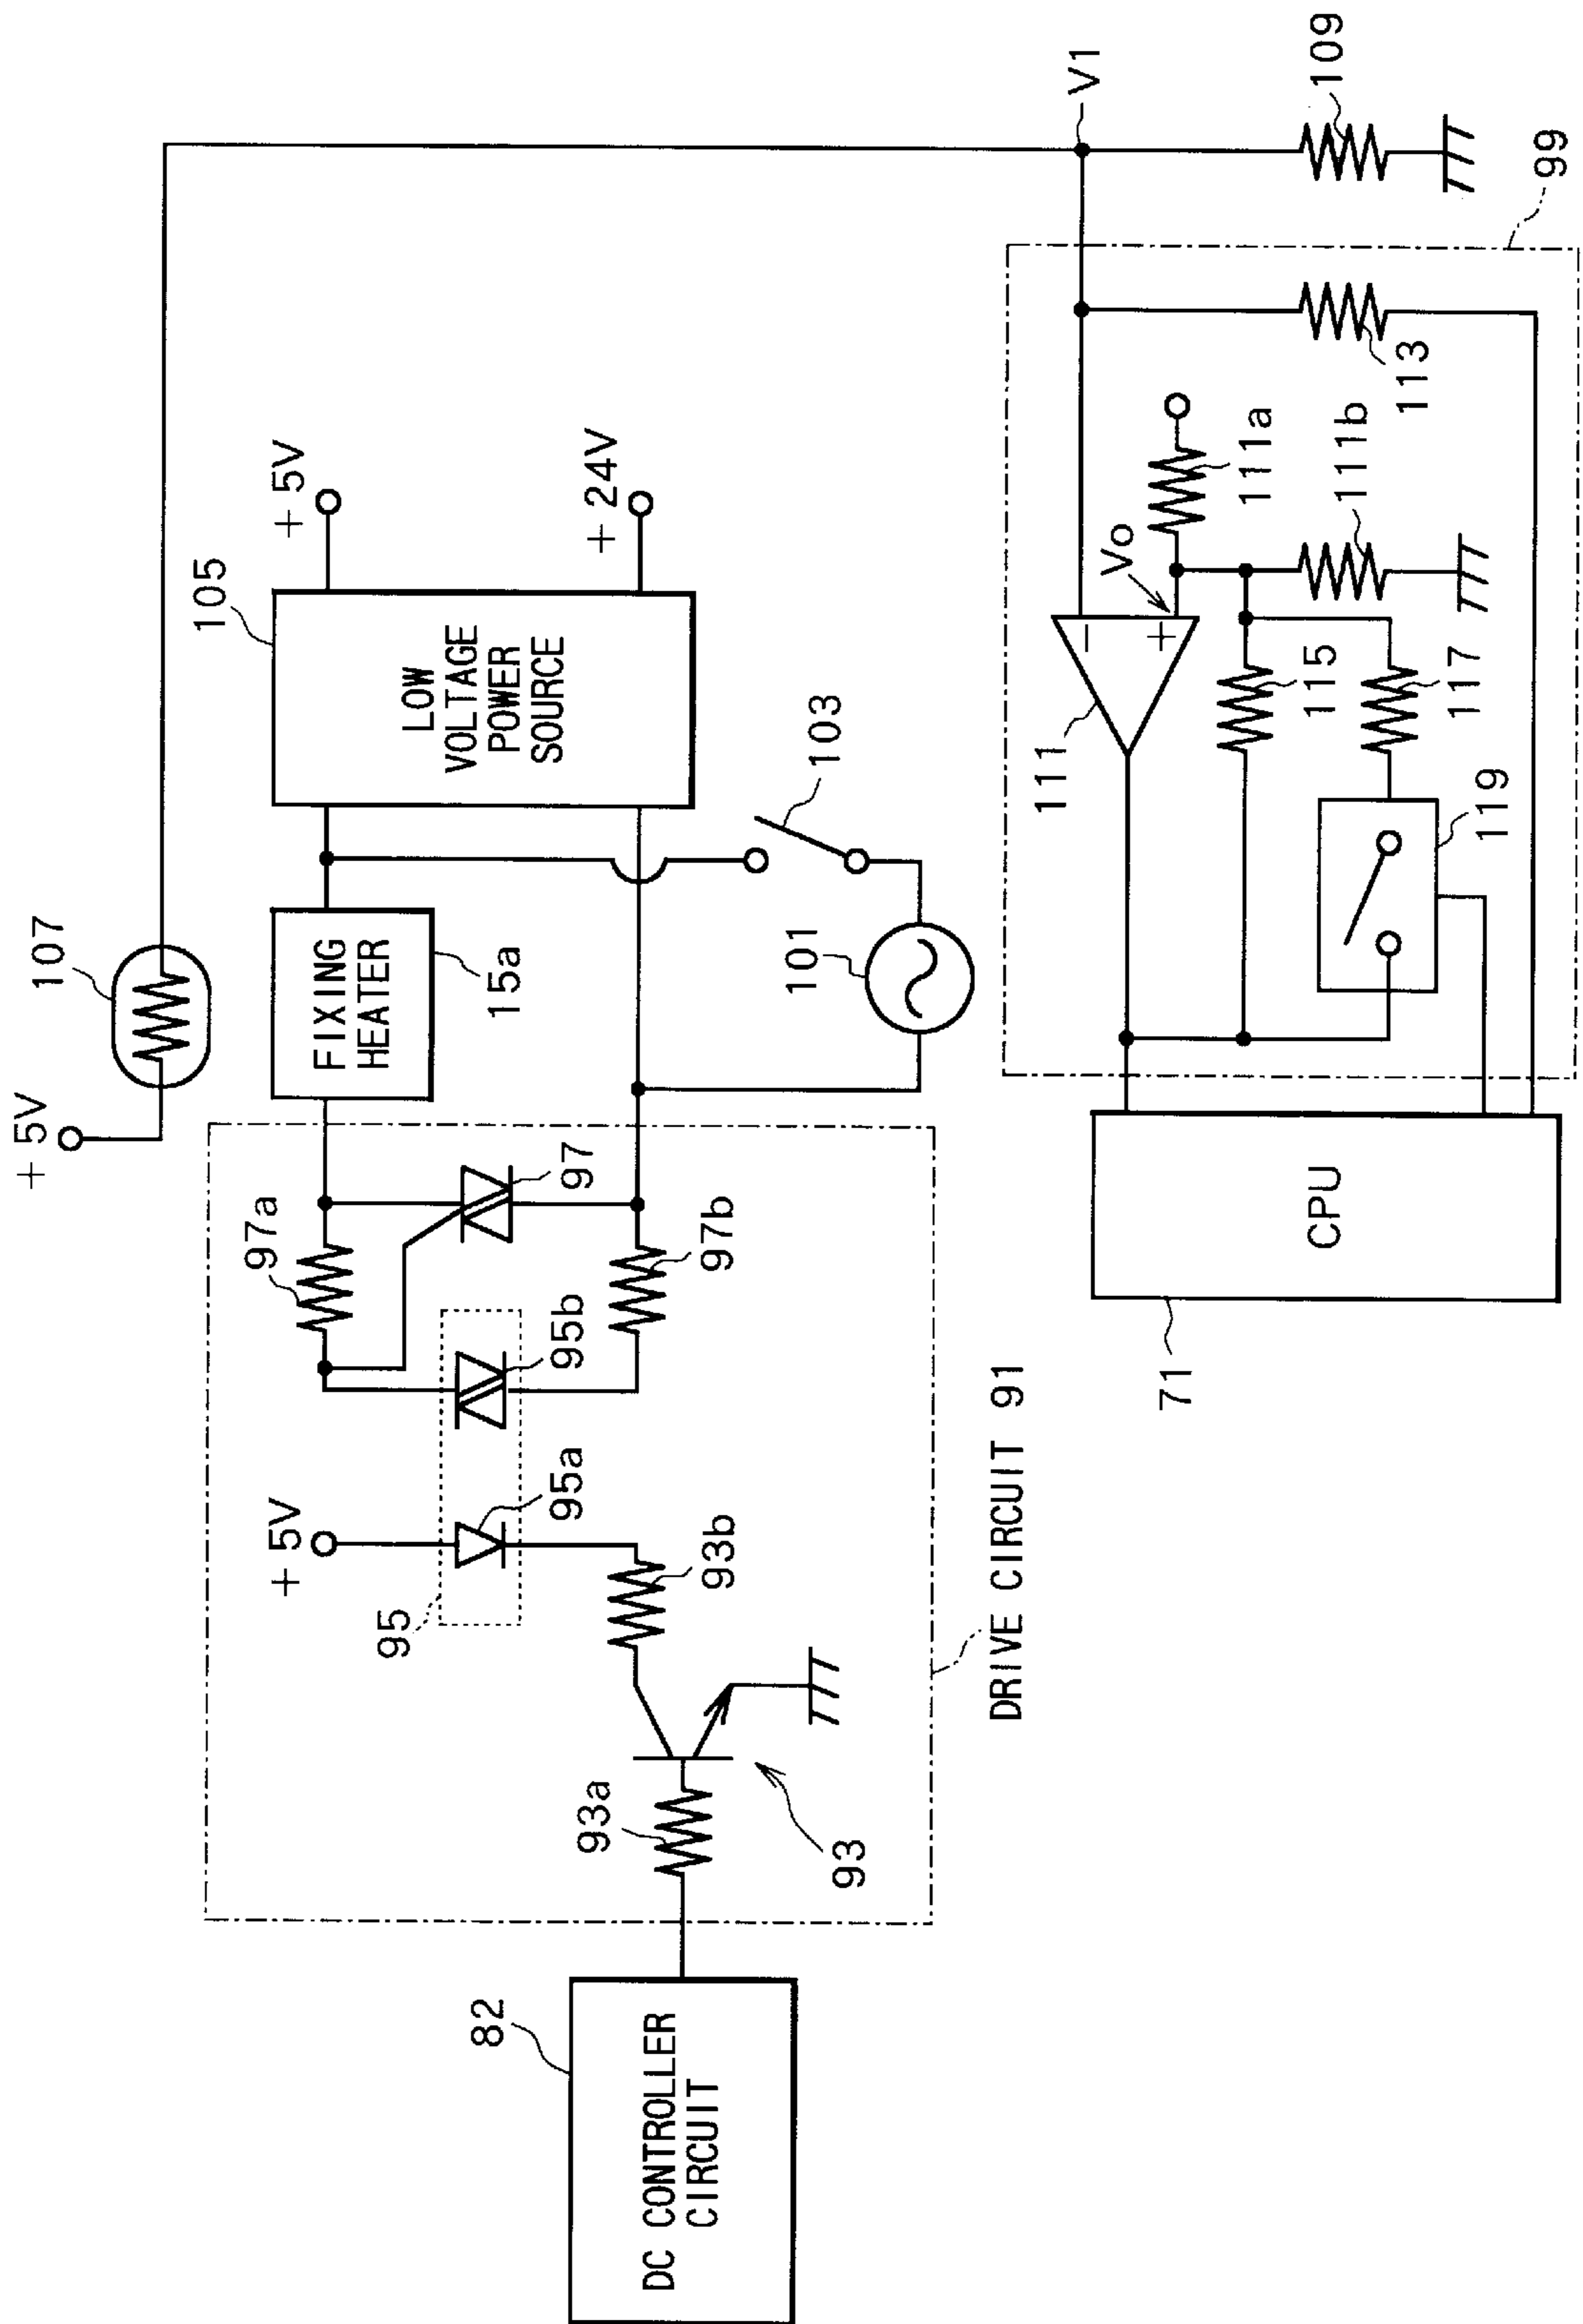 +5V
107
97a
FIXING
HEATER
15a
105
LOW
VOLTAGE
POWER
SOURCE
+5V
+24V
+5V
95
95a
95b
97
97b
93b
93a
93
82
DC CONTROLLER
CIRCUIT
101
103
DRIVE CIRCUIT 91
V1
109
99
111
−
+
Vo
111a
111b
113
115
117
119
CPU
71